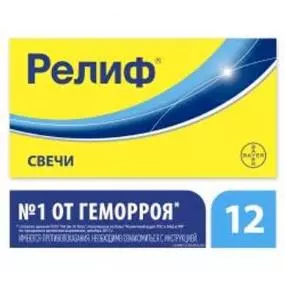 Релиф®
СВЕЧИ
BAYER
№1 ОТ ГЕМОРРОЯ*
12
ИМЕЮТСЯ ПРОТИВОПОКАЗАНИЯ. НЕОБХОДИМО ОЗНАКОМИТЬСЯ С ИНСТРУКЦИЕЙ.